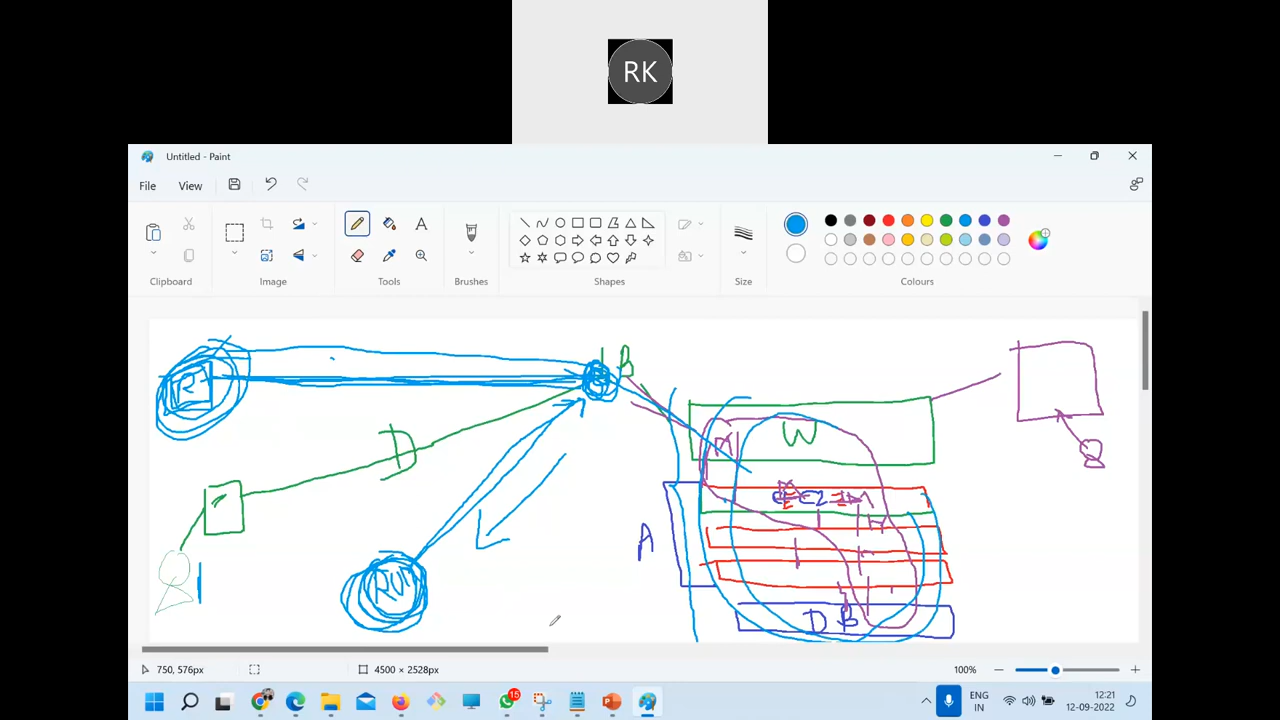 RK
Untitled - Paint
File
View
Clipboard
Image
Tools
Brushes
Shapes
Size
Colours
B
W
D
A
D B
750, 576px
4500 × 2528px
100%
15
ENG
IN
12:21
12-09-2022